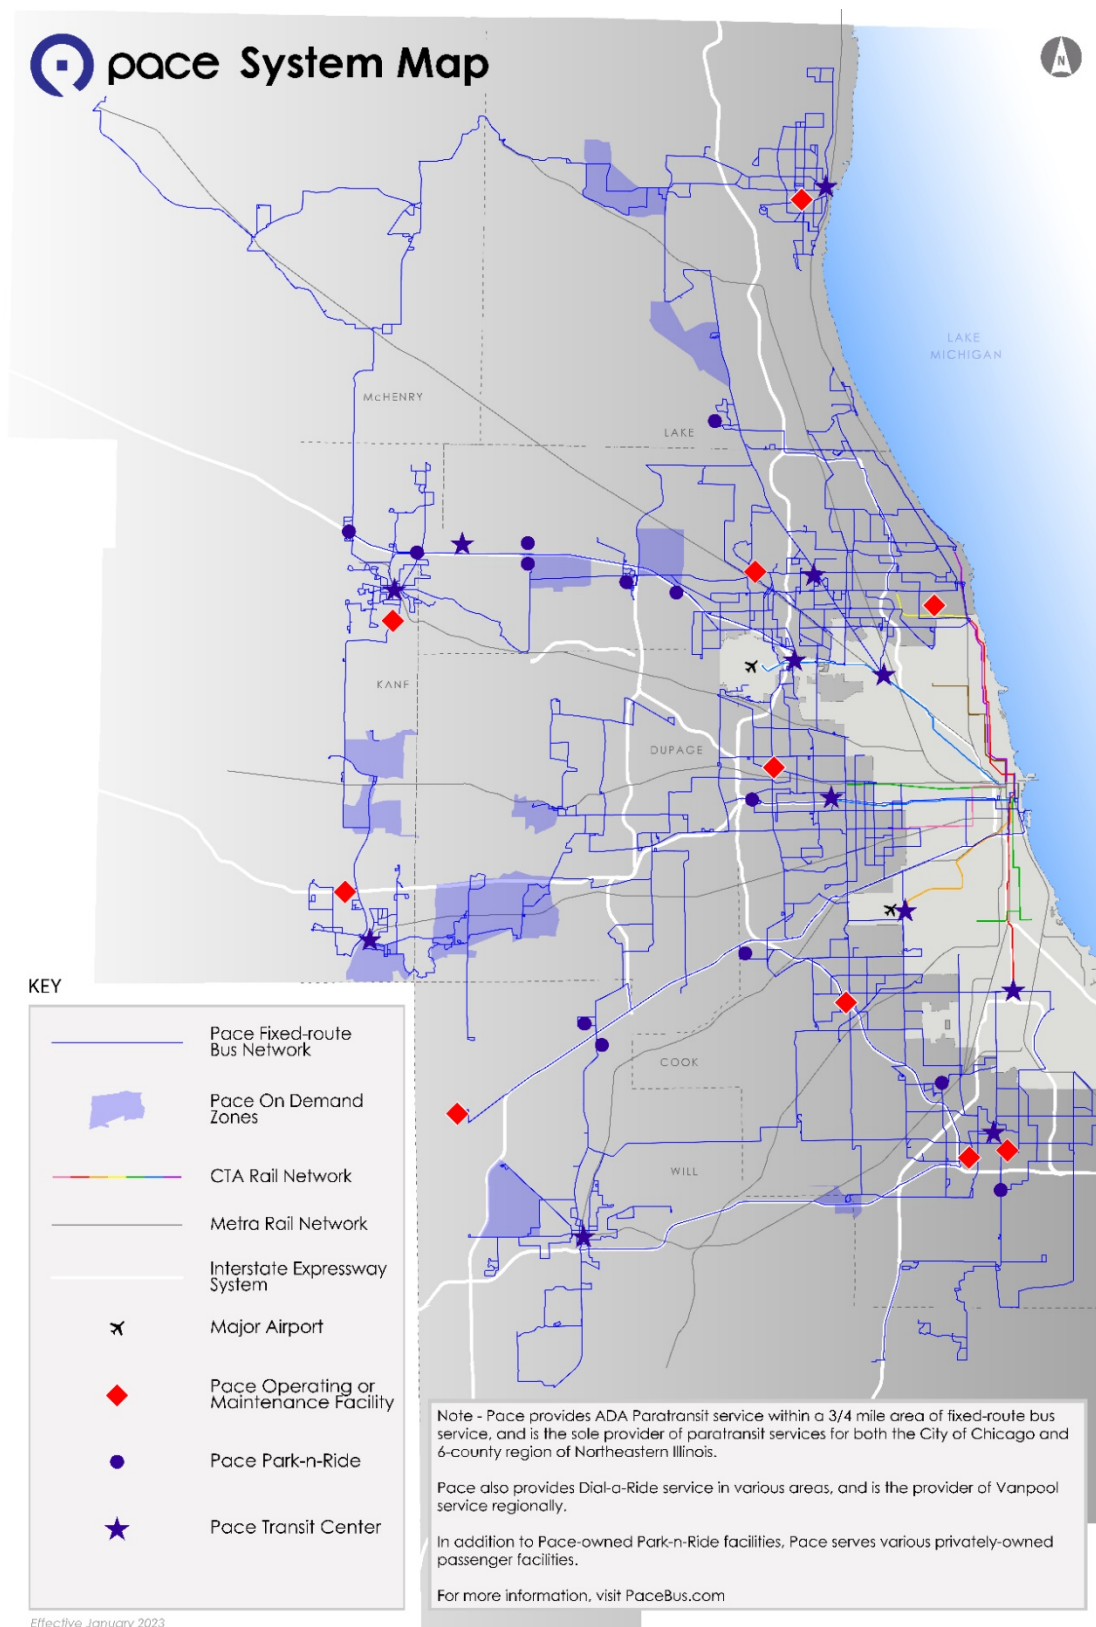 pace System Map
N
LAKE
MICHIGAN
McHENRY
LAKE
KANE
DUPAGE
COOK
WILL
KEY
Pace Fixed-route
Bus Network
Pace On Demand
Zones
CTA Rail Network
Metra Rail Network
Interstate Expressway
System
Major Airport
Pace Operating or
Maintenance Facility
Pace Park-n-Ride
Pace Transit Center
Note - Pace provides ADA Paratransit service within a 3/4 mile area of fixed-route bus
service, and is the sole provider of paratransit services for both the City of Chicago and
6-county region of Northeastern Illinois.
Pace also provides Dial-a-Ride service in various areas, and is the provider of Vanpool
service regionally.
In addition to Pace-owned Park-n-Ride facilities, Pace serves various privately-owned
passenger facilities.
For more information, visit PaceBus.com
Effective January 2023